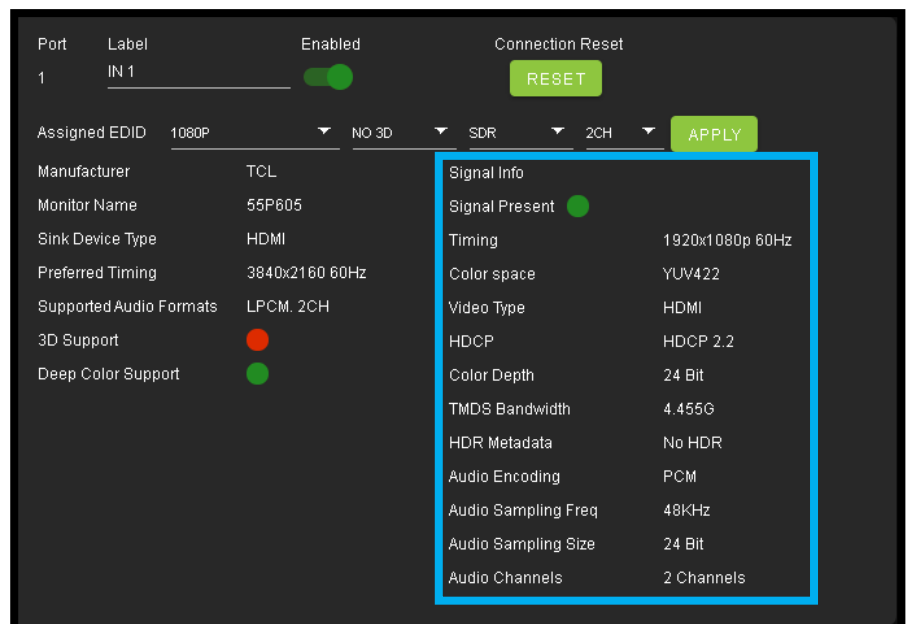 Port Label Enabled Connection Reset
1 IN 1 RESET
Assigned EDID 1080P NO 3D SDR 2CH APPLY
Manufacturer TCL
Monitor Name 55P605
Sink Device Type HDMI
Preferred Timing 3840x2160 60Hz
Supported Audio Formats LPCM. 2CH
3D Support
Deep Color Support
Signal Info
Signal Present
Timing 1920x1080p 60Hz
Color space YUV422
Video Type HDMI
HDCP HDCP 2.2
Color Depth 24 Bit
TMDS Bandwidth 4.455G
HDR Metadata No HDR
Audio Encoding PCM
Audio Sampling Freq 48KHz
Audio Sampling Size 24 Bit
Audio Channels 2 Channels